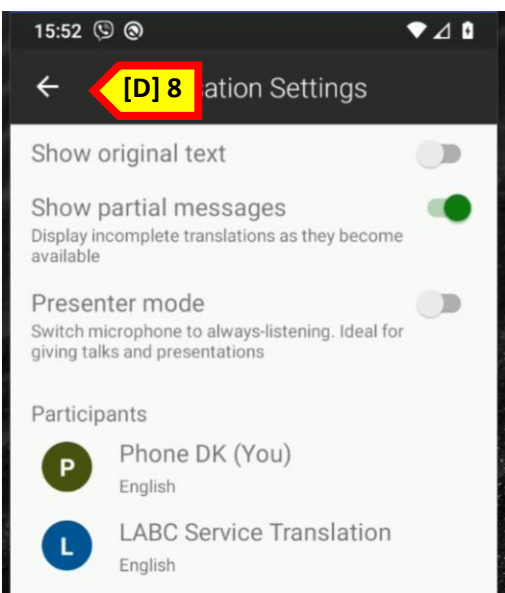 15:52
[D] 8 ation Settings
Show original text
Show partial messages
Display incomplete translations as they become
available
Presenter mode
Switch microphone to always-listening. Ideal for
giving talks and presentations
Participants
P
Phone DK (You)
English
L
LABC Service Translation
English